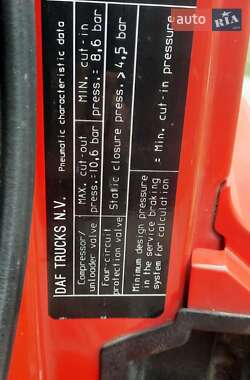 auto RIA .com
DAF TRUCKS N.V. Pneumatic characteristic data
Compressor/ MAX. cut-out MIN. cut-in
unloader valve press.=10,6 bar press.= 8,6 bar
Four circuit Static closure press. > 4,5 bar
protection valve
Minimum design pressure
in the service braking = Min. cut-in pressure
system for calculation